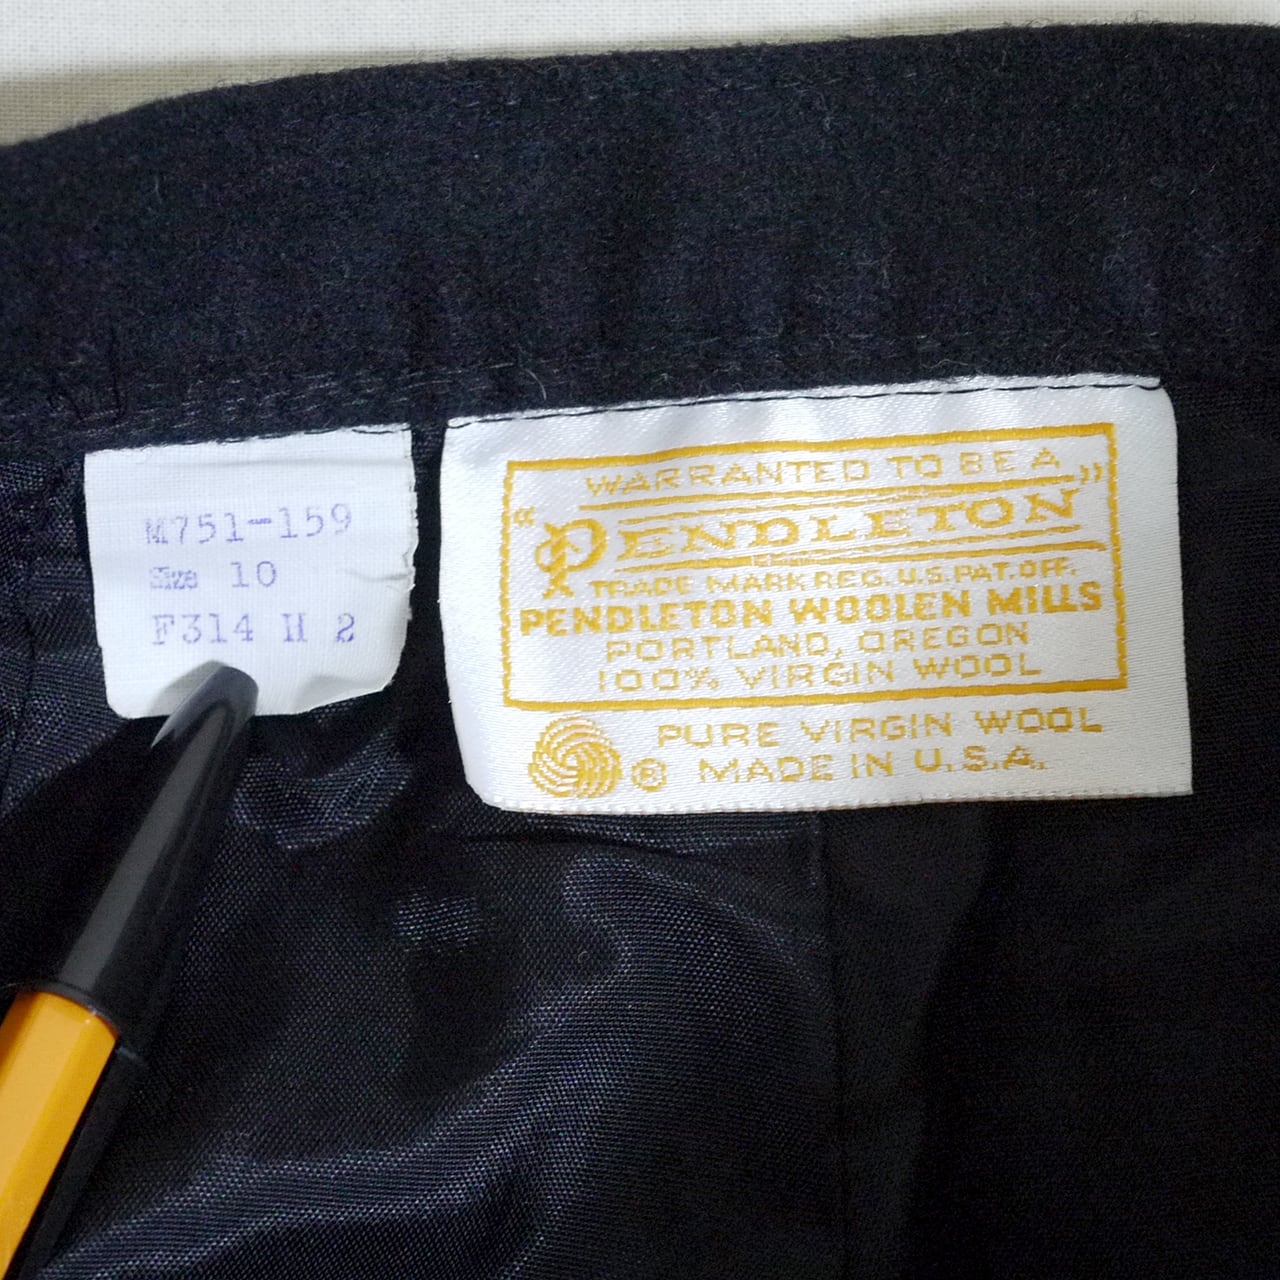 M751-159
Size 10
F314 H 2
WARRANTED TO BE A
"PENDLETON"
TRADE MARK REG. U.S. PAT. OFF.
PENDLETON WOOLEN MILLS
PORTLAND, OREGON
100% VIRGIN WOOL
PURE VIRGIN WOOL
® MADE IN U.S.A.